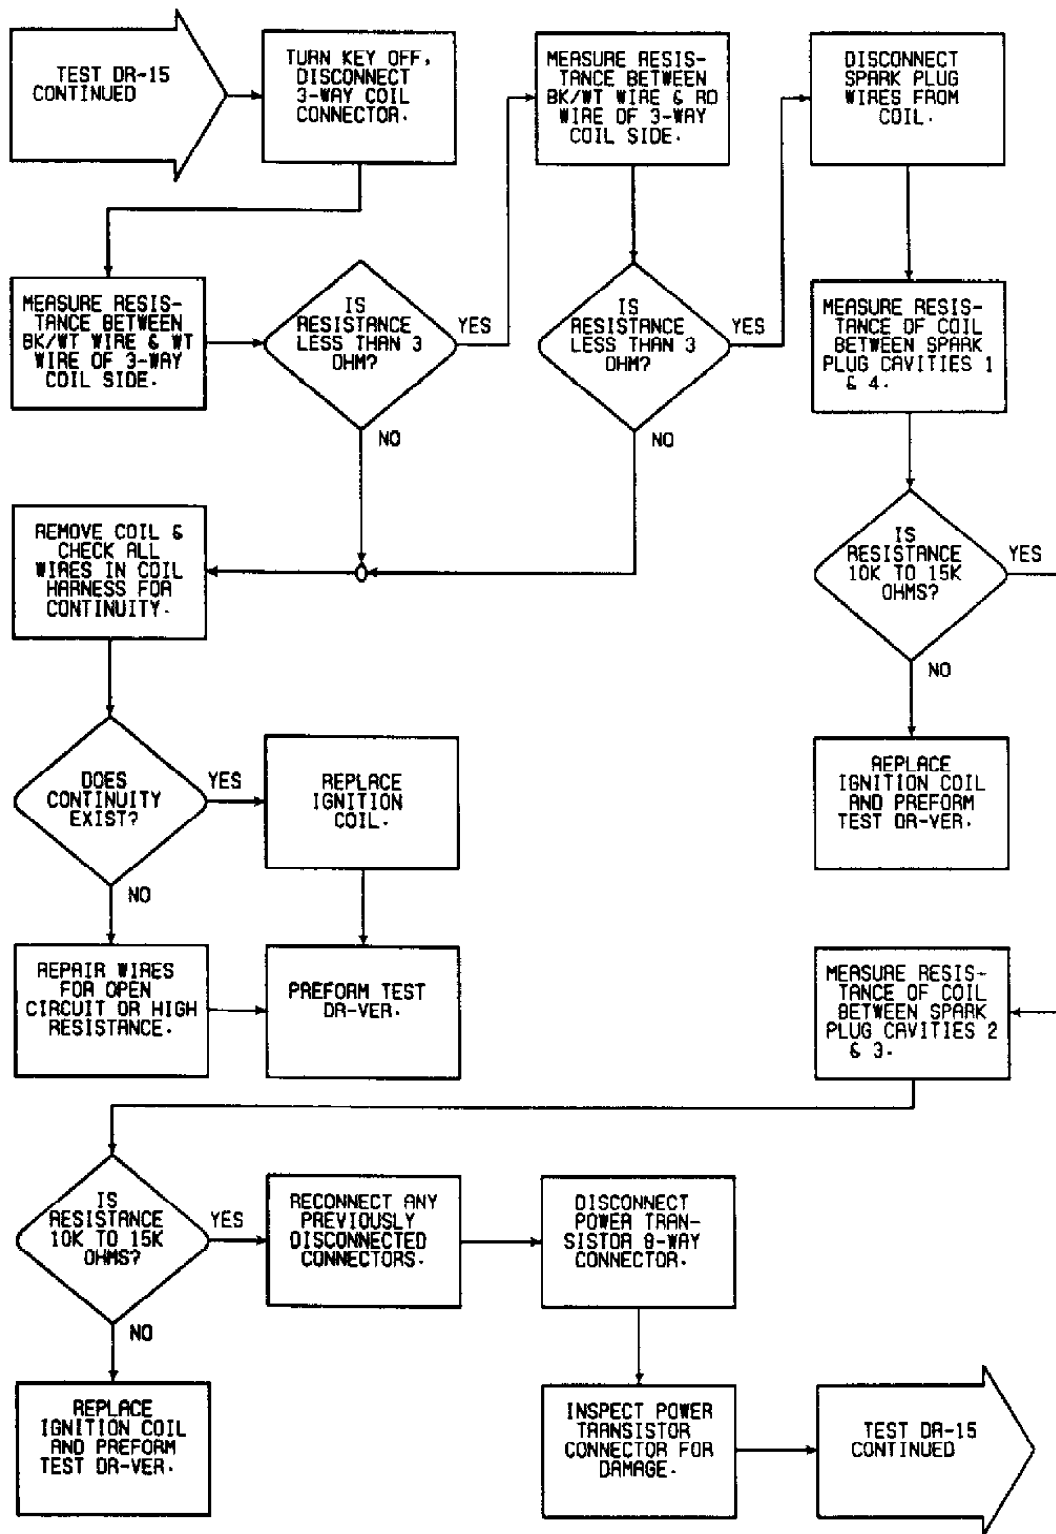 TEST DR-15
CONTINUED
TURN KEY OFF,
DISCONNECT
3-WAY COIL
CONNECTOR.
MEASURE RESIS-
TANCE BETWEEN
BK/WT WIRE & RD
WIRE OF 3-WAY
COIL SIDE.
DISCONNECT
SPARK PLUG
WIRES FROM
COIL.
MEASURE RESIS-
TANCE BETWEEN
BK/WT WIRE & WT
WIRE OF 3-WAY
COIL SIDE.
IS
RESISTANCE
LESS THAN 3
OHM?
YES
NO
IS
RESISTANCE
LESS THAN 3
OHM?
YES
NO
MEASURE RESIS-
TANCE OF COIL
BETWEEN SPARK
PLUG CAVITIES 1
& 4.
REMOVE COIL &
CHECK ALL
WIRES IN COIL
HARNESS FOR
CONTINUITY.
IS
RESISTANCE
10K TO 15K
OHMS?
YES
NO
DOES
CONTINUITY
EXIST?
YES
NO
REPLACE
IGNITION
COIL.
REPLACE
IGNITION COIL
AND PREFORM
TEST DR-VER.
REPAIR WIRES
FOR OPEN
CIRCUIT OR HIGH
RESISTANCE.
PREFORM TEST
DR-VER.
MEASURE RESIS-
TANCE OF COIL
BETWEEN SPARK
PLUG CAVITIES 2
& 3.
IS
RESISTANCE
10K TO 15K
OHMS?
YES
NO
RECONNECT ANY
PREVIOUSLY
DISCONNECTED
CONNECTORS.
DISCONNECT
POWER TRAN-
SISTOR 8-WAY
CONNECTOR.
REPLACE
IGNITION COIL
AND PREFORM
TEST DR-VER.
INSPECT POWER
TRANSISTOR
CONNECTOR FOR
DAMAGE.
TEST DR-15
CONTINUED